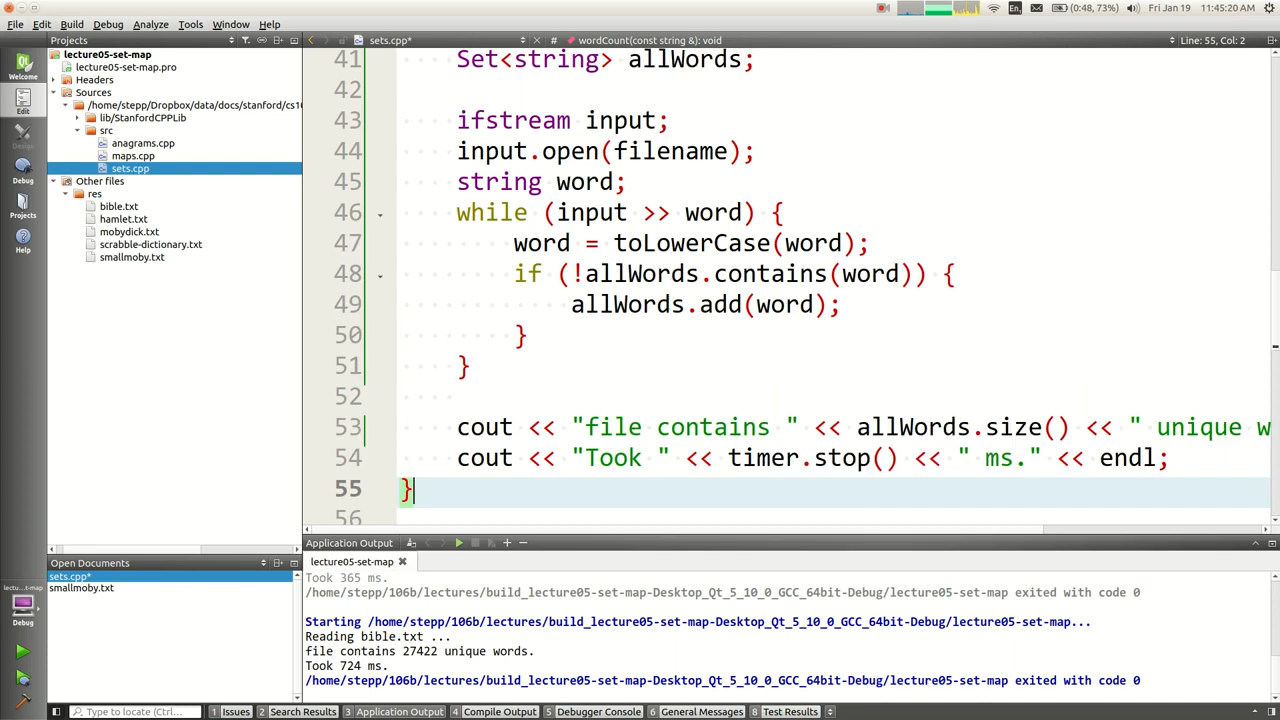 (0:48, 73%) Fri Jan 19 11:45:20 AM
En
File Edit Build Debug Analyze Tools Window Help
Projects
sets.cpp*
# wordCount(const string &): void
Line: 55, Col: 2
Welcome
Edit
Design
Debug
Projects
Help
lecture05-set-map
lecture05-set-map.pro
Headers
Sources
/home/stepp/Dropbox/data/docs/stanford/cs10
lib/StanfordCPPLib
src
anagrams.cpp
maps.cpp
sets.cpp
Other files
res
bible.txt
hamlet.txt
mobydick.txt
scrabble-dictionary.txt
smallmoby.txt
41 Set<string> allWords;
42
43 ifstream input;
44 input.open(filename);
45 string word;
46 while (input >> word) {
47 word = toLowerCase(word);
48 if (!allWords.contains(word)) {
49 allWords.add(word);
50 }
51 }
52
53 cout << "file contains " << allWords.size() << " unique w
54 cout << "Took " << timer.stop() << " ms." << endl;
55 }
56
Open Documents
sets.cpp*
smallmoby.txt
lecture...t-map
Debug
Application Output
lecture05-set-map
Took 365 ms.
/home/stepp/106b/lectures/build_lecture05-set-map-Desktop_Qt_5_10_0_GCC_64bit-Debug/lecture05-set-map exited with code 0
Starting /home/stepp/106b/lectures/build_lecture05-set-map-Desktop_Qt_5_10_0_GCC_64bit-Debug/lecture05-set-map...
Reading bible.txt ...
file contains 27422 unique words.
Took 724 ms.
/home/stepp/106b/lectures/build_lecture05-set-map-Desktop_Qt_5_10_0_GCC_64bit-Debug/lecture05-set-map exited with code 0
Type to locate (Ctrl+...
1 Issues 2 Search Results 3 Application Output 4 Compile Output 5 Debugger Console 6 General Messages 8 Test Results